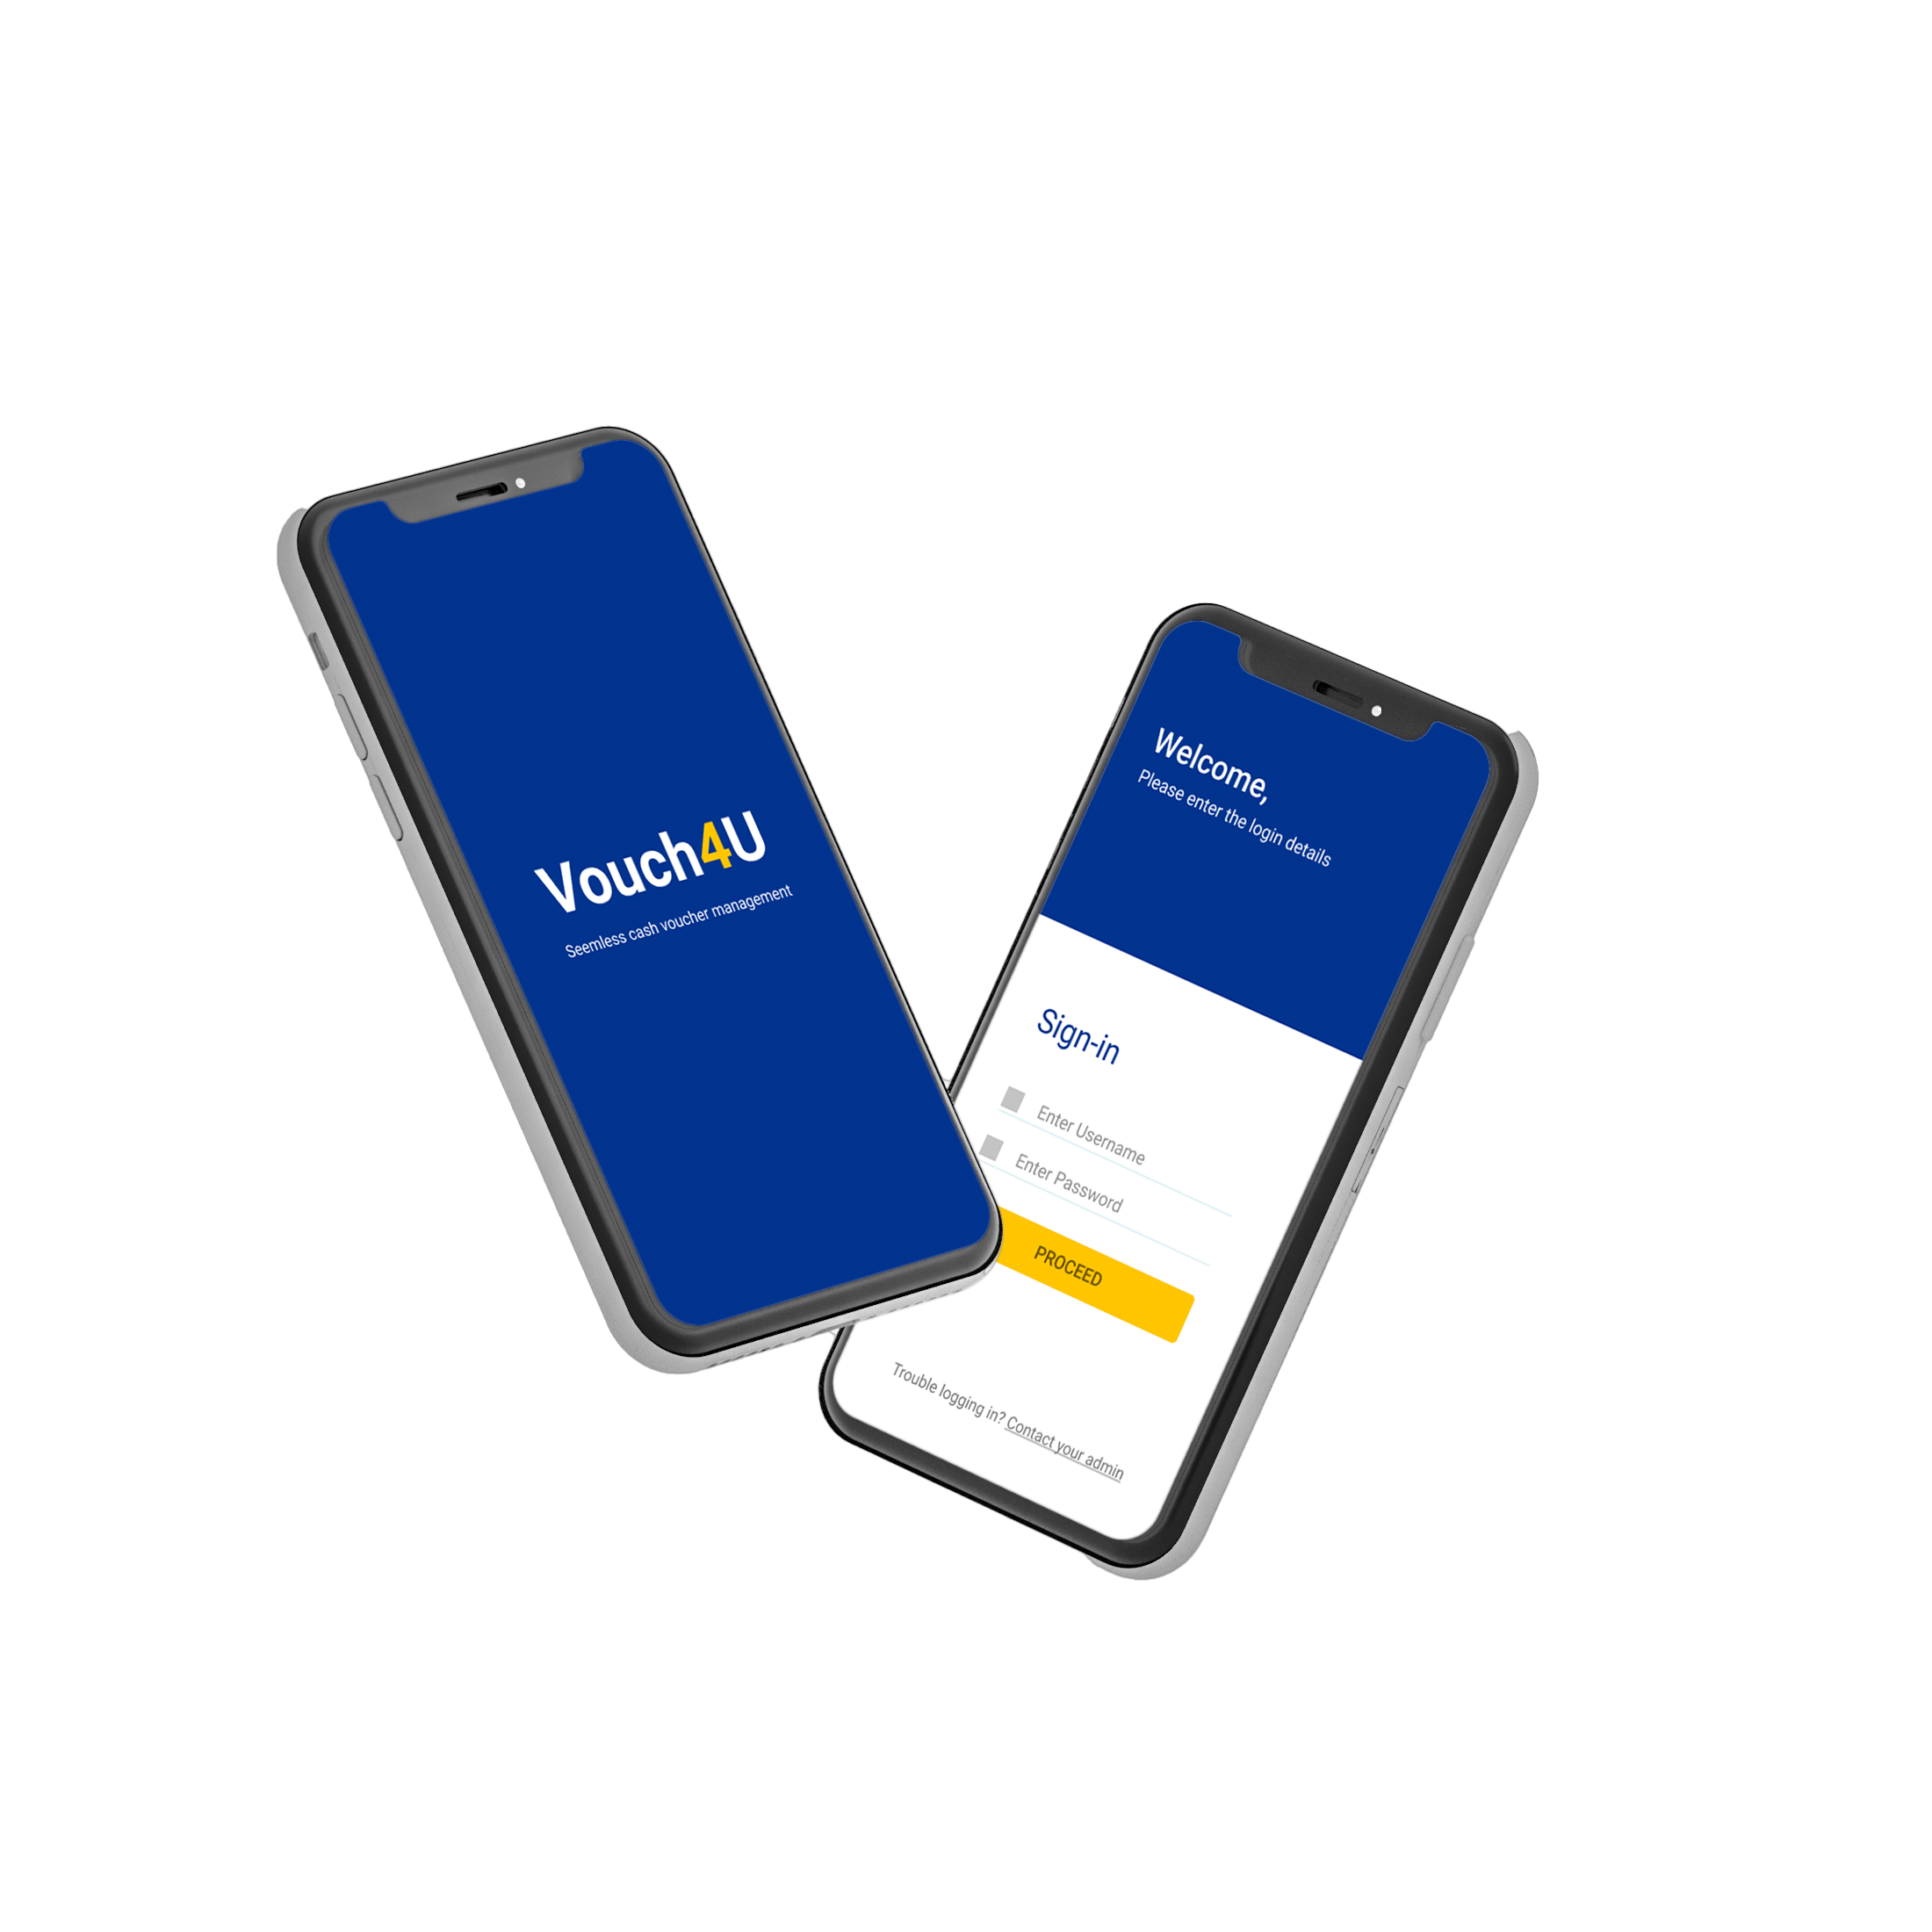 Vouch4U
Seemless cash voucher management
Welcome,
Please enter the login details
Sign-in
Enter Username
Enter Password
PROCEED
Trouble logging in? Contact your admin